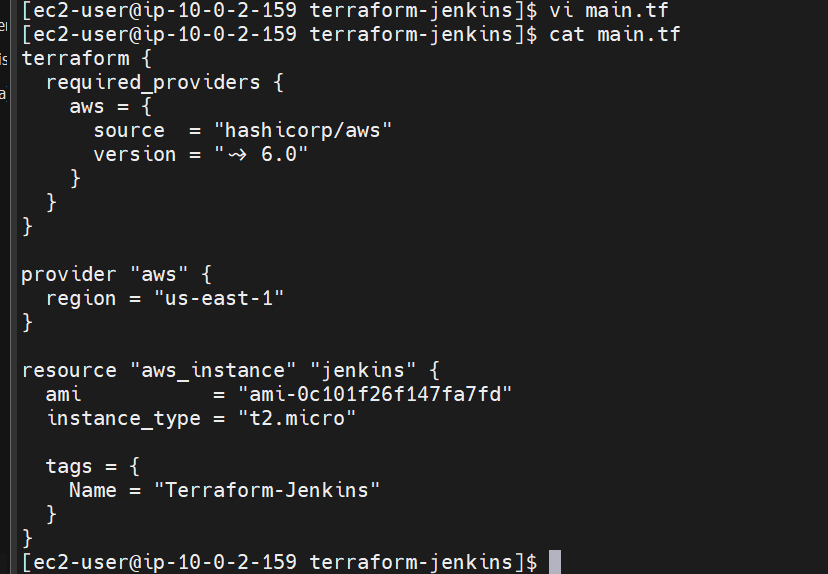 [ec2-user@ip-10-0-2-159 terraform-jenkins]$ vi main.tf
[ec2-user@ip-10-0-2-159 terraform-jenkins]$ cat main.tf
terraform {
  required_providers {
    aws = {
      source  = "hashicorp/aws"
      version = "~> 6.0"
    }
  }
}

provider "aws" {
  region = "us-east-1"
}

resource "aws_instance" "jenkins" {
  ami           = "ami-0c101f26f147fa7fd"
  instance_type = "t2.micro"

  tags = {
    Name = "Terraform-Jenkins"
  }
}
[ec2-user@ip-10-0-2-159 terraform-jenkins]$